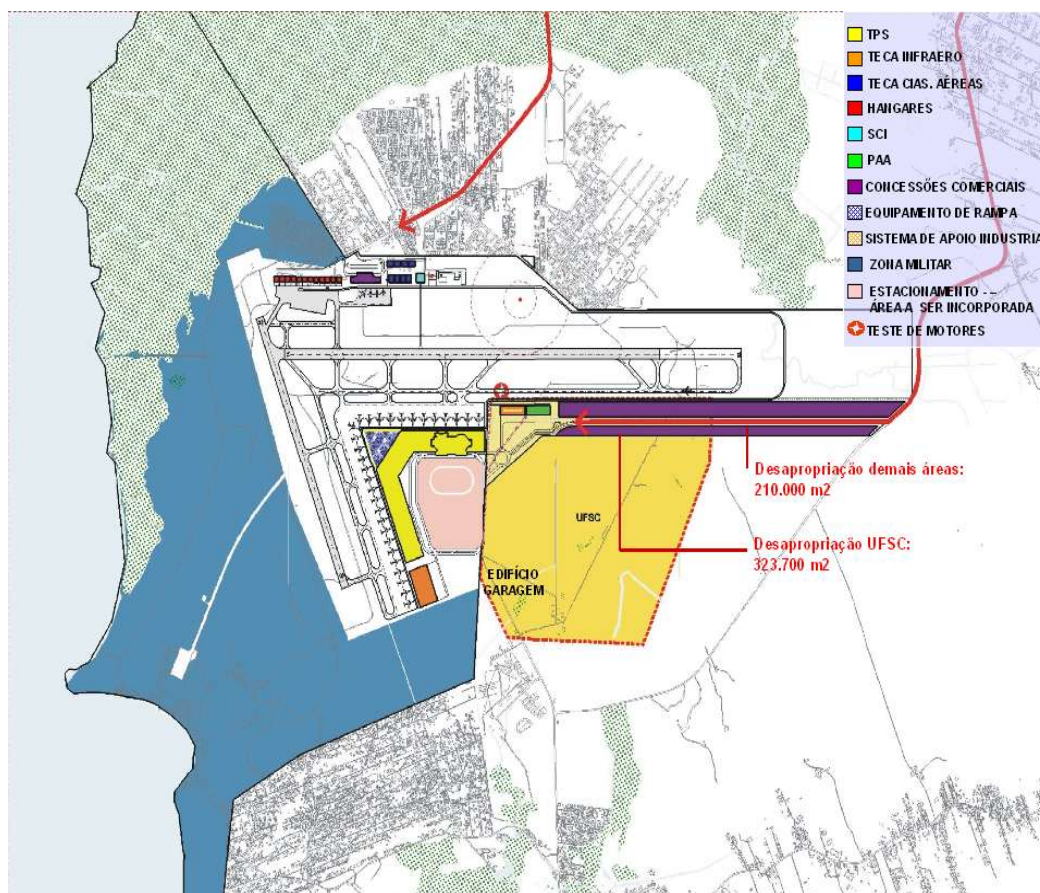 TPS
TECA INFRAERO
TECA CIAS. AÉREAS
HANGARES
SCI
PAA
CONCESSÕES COMERCIAIS
EQUIPAMENTO DE RAMPA
SISTEMA DE APOIO INDUSTRIA
ZONA MILITAR
ESTACIONAMENTO - –
ÁREA A SER INCORPORADA
TESTE DE MOTORES
Desapropriação demais áreas:
210.000 m2
UFSC
Desapropriação UFSC:
323.700 m2
EDIFÍCIO
GARAGEM